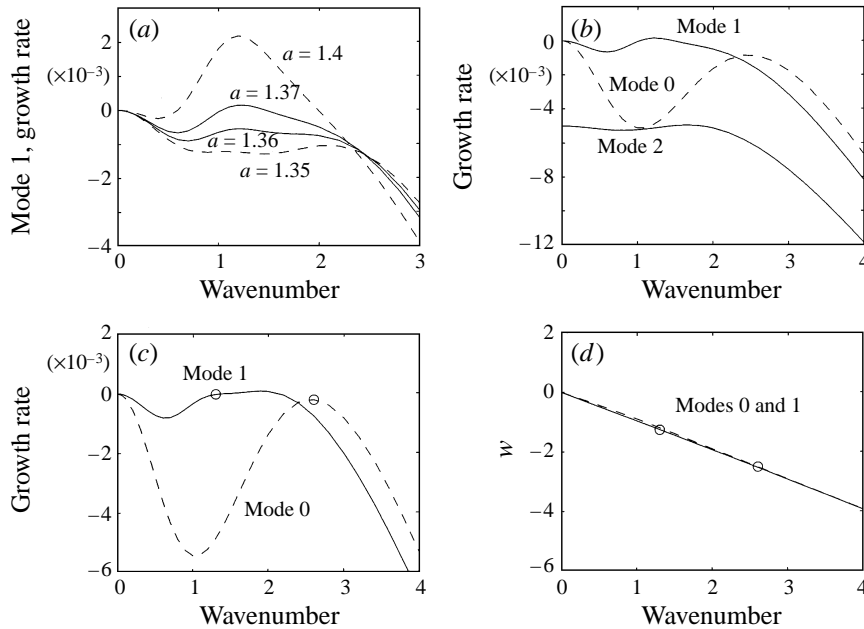 (a)
2
(×10⁻³)
0
−2
−4
a = 1.4
a = 1.37
a = 1.36
a = 1.35
Mode 1, growth rate
0 1 2 3
Wavenumber
(b)
0
(×10⁻³)
−4
−8
−12
Mode 1
Mode 0
Mode 2
Growth rate
0 1 2 3 4
Wavenumber
(c)
2
(×10⁻³)
0
−2
−4
−6
Mode 1
Mode 0
Growth rate
0 1 2 3 4
Wavenumber
(d)
2
0
−2
−4
−6
Modes 0 and 1
w
0 1 2 3 4
Wavenumber